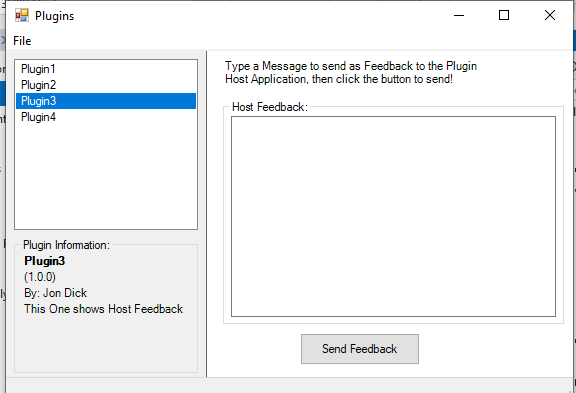 Plugins
File
Plugin1
Plugin2
Plugin3
Plugin4
Plugin Information:
Plugin3
(1.0.0)
By: Jon Dick
This One shows Host Feedback
Type a Message to send as Feedback to the Plugin
Host Application, then click the button to send!
Host Feedback:
Send Feedback